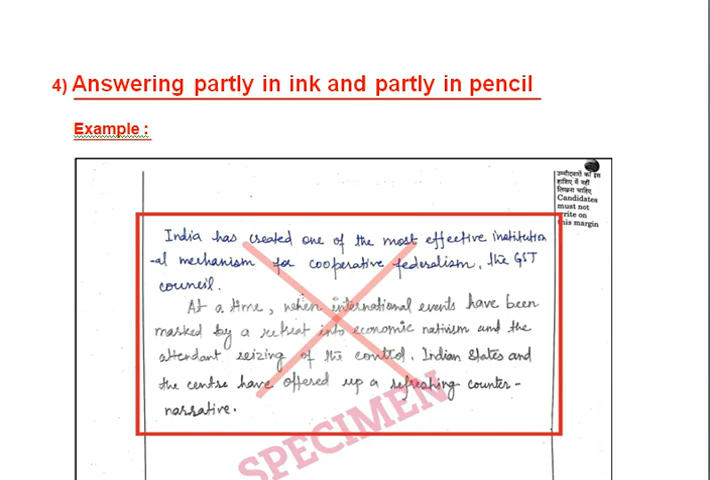 4) Answering partly in ink and partly in pencil
Example :
उम्मीदवारों को इस
हाशिए में नहीं
लिखना चाहिए
Candidates
must not
write on
this margin
India has created one of the most effective institution
-al mechanism for cooperative federalism, the GST
council.
At a time, when international events have been
masked by a retreat into economic nativism and the
attendant seizing of the control. Indian States and
the centre have offered up a refreshing counter-
narrative.
SPECIMEN